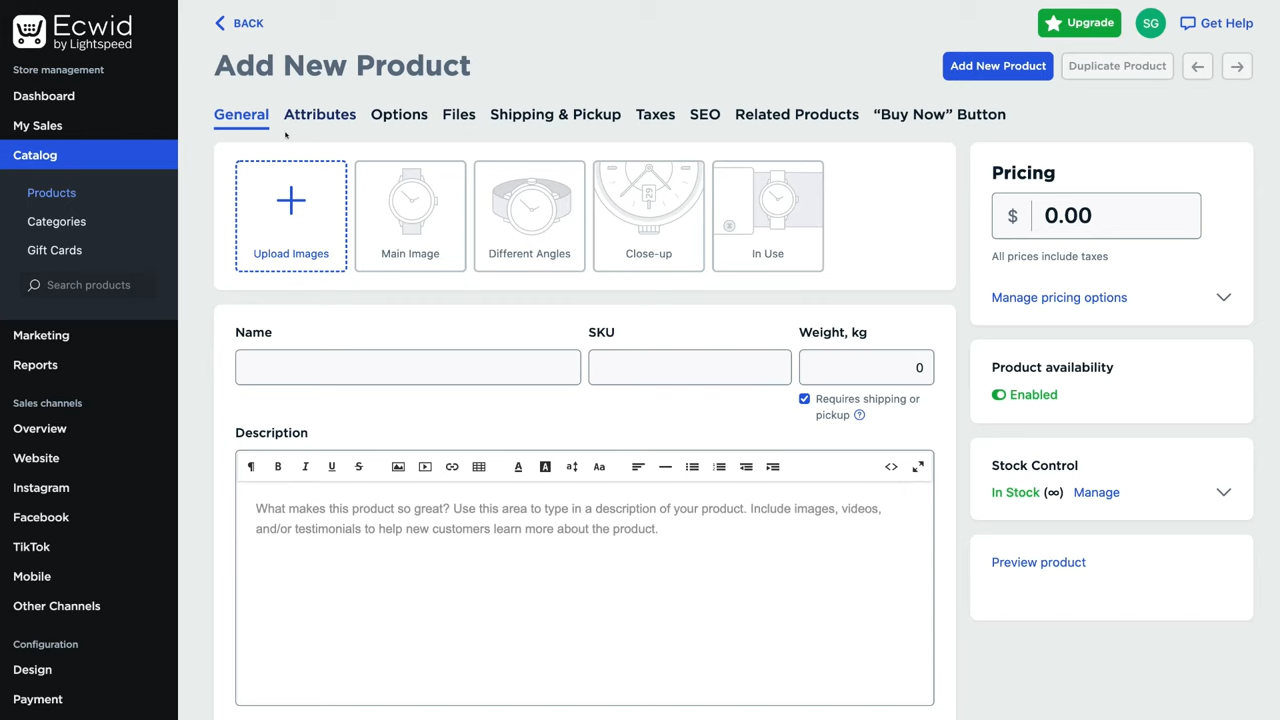 Ecwid
by Lightspeed
Store management
Dashboard
My Sales
Catalog
Products
Categories
Gift Cards
Search products
Marketing
Reports
Sales channels
Overview
Website
Instagram
Facebook
TikTok
Mobile
Other Channels
Configuration
Design
Payment
BACK
Upgrade
SG
Get Help
Add New Product
Add New Product
Duplicate Product
General Attributes Options Files Shipping & Pickup Taxes SEO Related Products “Buy Now” Button
Upload Images
Main Image
Different Angles
29
Close-up
In Use
Name
SKU
Weight, kg
0
Requires shipping or
pickup
Description
What makes this product so great? Use this area to type in a description of your product. Include images, videos,
and/or testimonials to help new customers learn more about the product.
Pricing
$ 0.00
All prices include taxes
Manage pricing options
Product availability
Enabled
Stock Control
In Stock (∞) Manage
Preview product